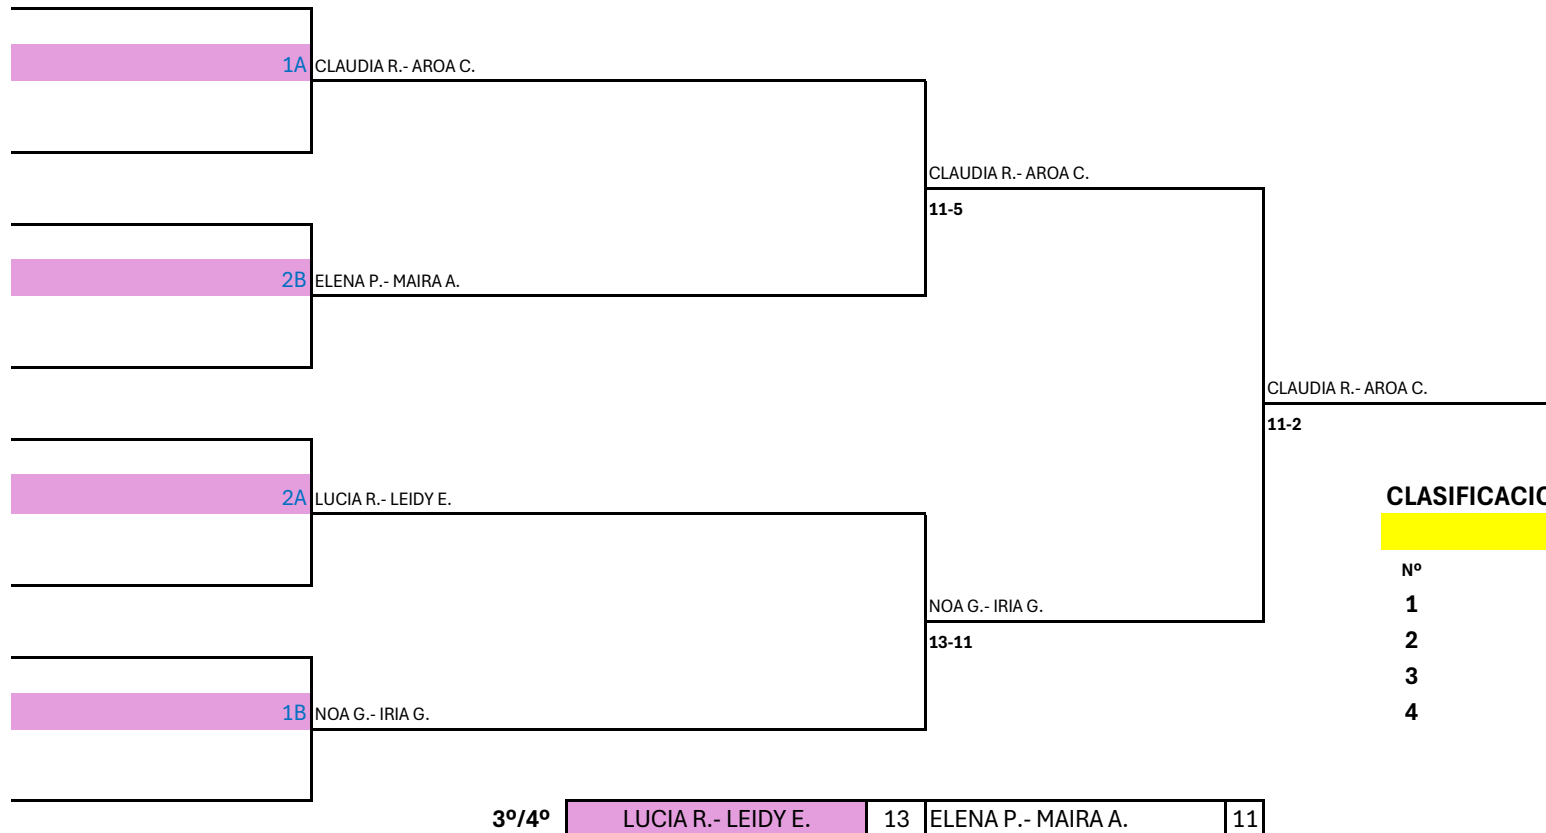 1A CLAUDIA R.- AROA C.
CLAUDIA R.- AROA C.
11-5
2B ELENA P.- MAIRA A.
CLAUDIA R.- AROA C.
11-2
2A LUCIA R.- LEIDY E.
CLASIFICACIO
Nº
1
NOA G.- IRIA G.
13-11
2
3
1B NOA G.- IRIA G.
4
3º/4º LUCIA R.- LEIDY E. 13 ELENA P.- MAIRA A. 11